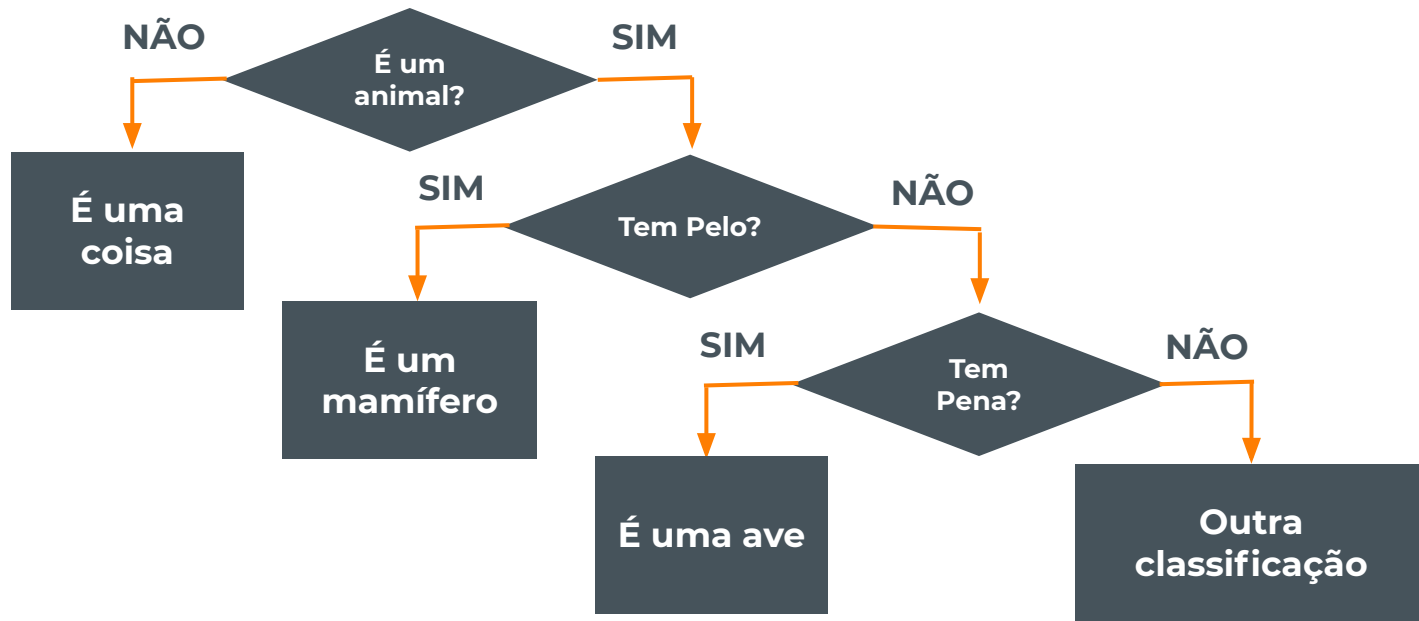 NÃO
SIM
É um
animal?
É uma
coisa
SIM
NÃO
Tem Pelo?
É um
mamífero
SIM
NÃO
Tem
Pena?
É uma ave
Outra
classificação